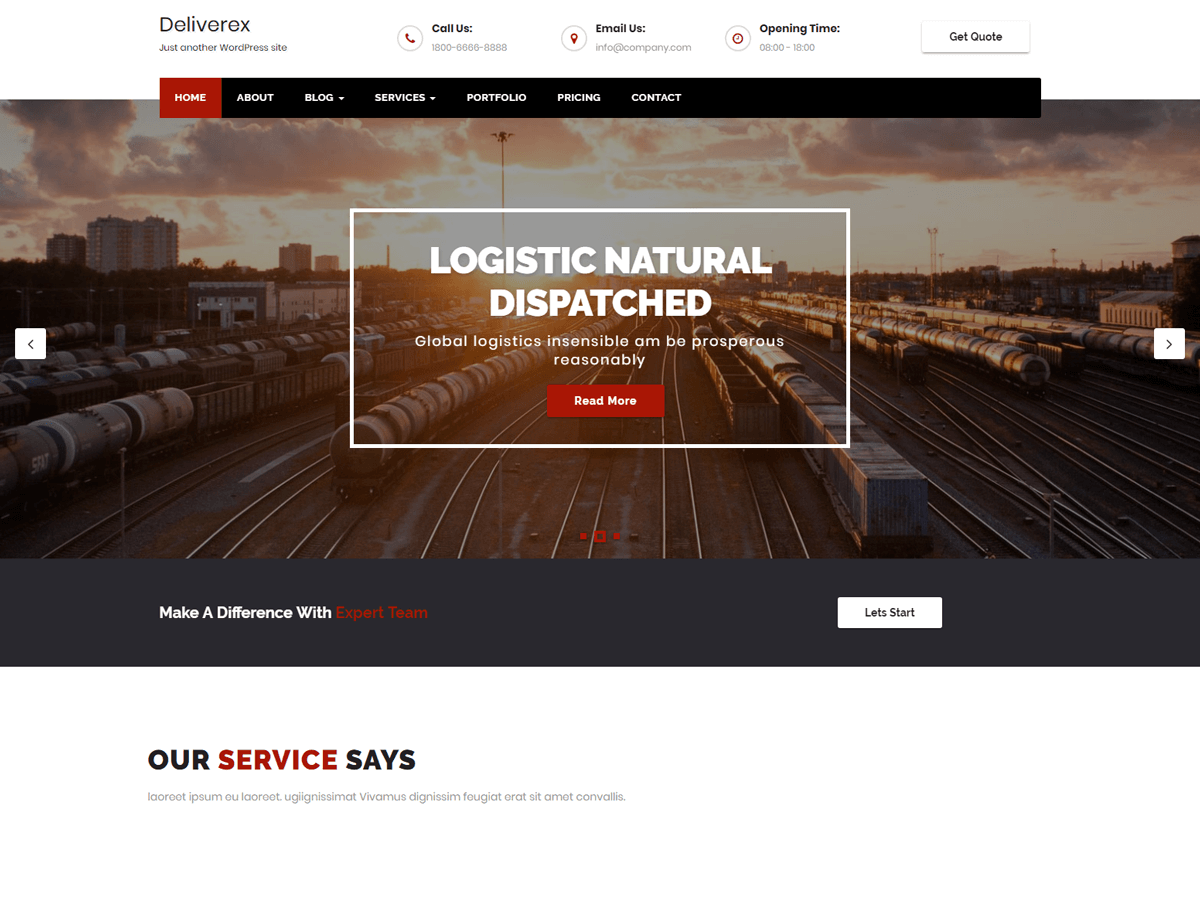 Deliverex
Just another WordPress site
Call Us:
1800-6666-8888
Email Us:
info@company.com
Opening Time:
08:00 - 18:00
Get Quote
HOME ABOUT BLOG SERVICES PORTFOLIO PRICING CONTACT
LOGISTIC NATURAL
DISPATCHED
Global logistics insensible am be prosperous
reasonably
Read More
Make A Difference With Expert Team
Lets Start
OUR SERVICE SAYS
laoreet ipsum eu laoreet. ugiignissimat Vivamus dignissim feugiat erat sit amet convallis.